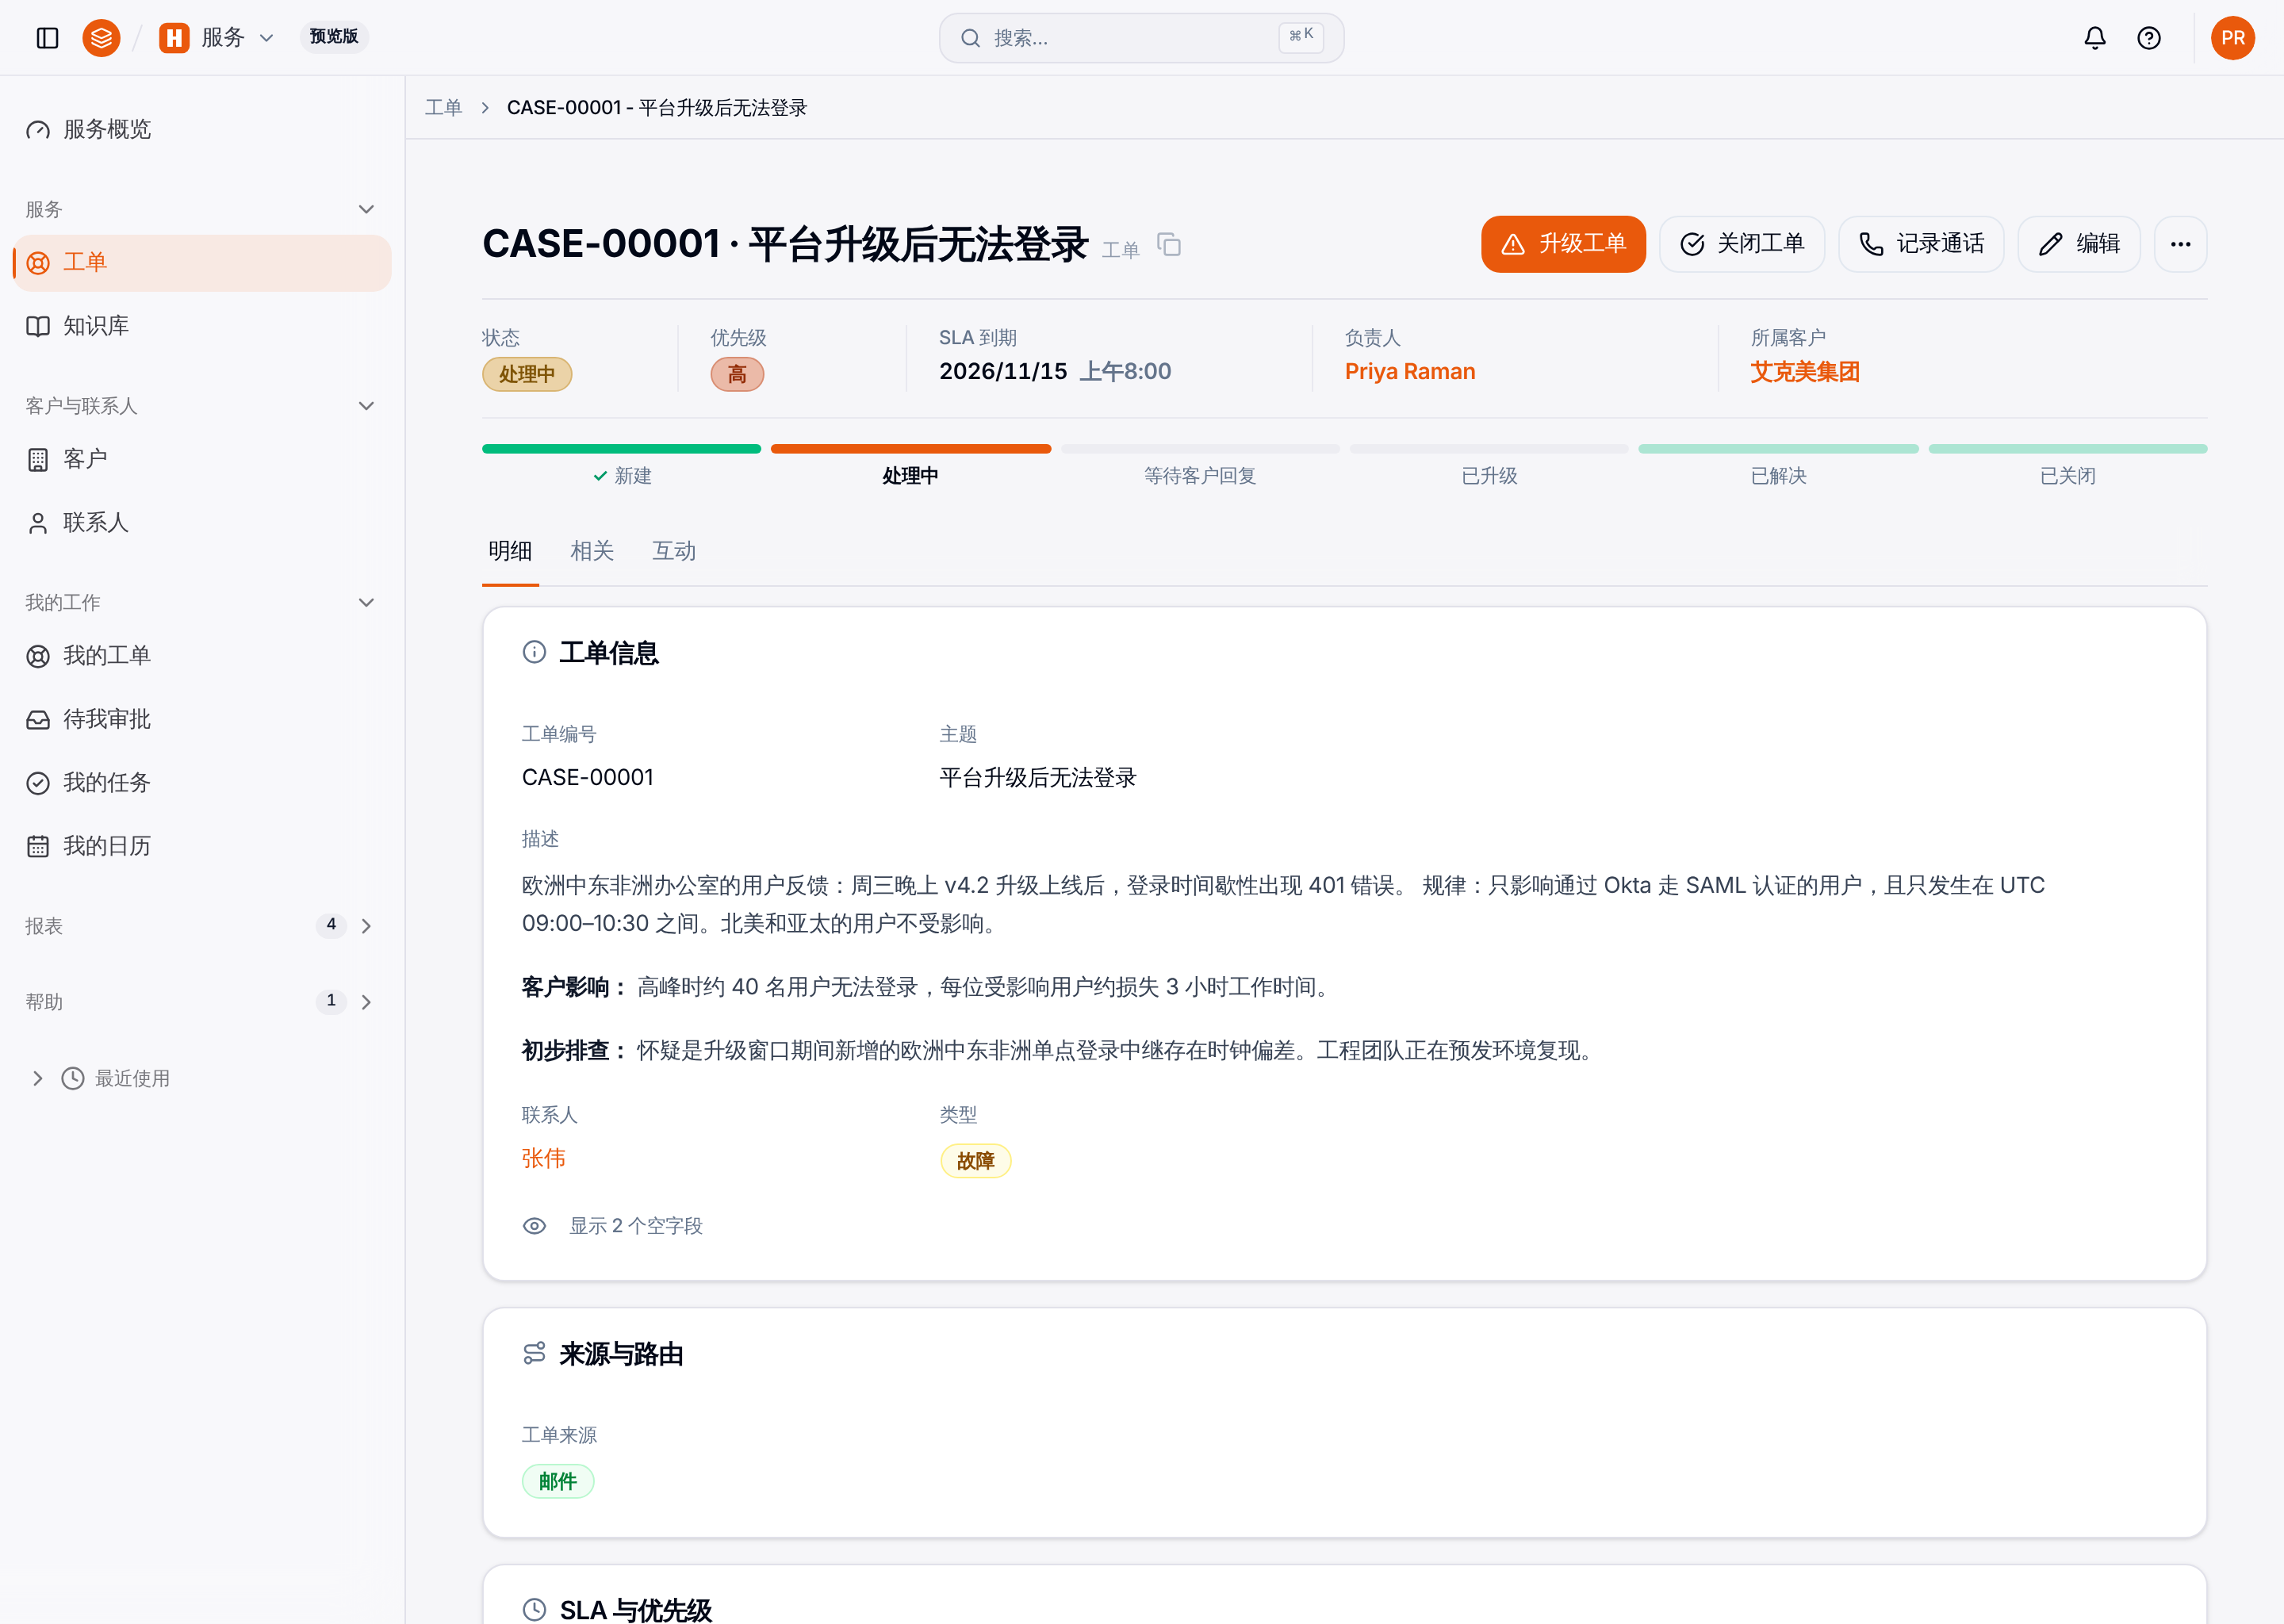 H 服务 预览版
搜索... ⌘K
PR
工单 > CASE-00001 - 平台升级后无法登录
服务概览
服务
工单
知识库
客户与联系人
客户
联系人
我的工作
我的工单
待我审批
我的任务
我的日历
报表 4
帮助 1
最近使用
CASE-00001 · 平台升级后无法登录 工单
升级工单 关闭工单 记录通话 编辑
状态 优先级 SLA 到期 负责人 所属客户
处理中 高 2026/11/15 上午8:00 Priya Raman 艾克美集团
新建 处理中 等待客户回复 已升级 已解决 已关闭
明细 相关 互动
工单信息
工单编号 主题
CASE-00001 平台升级后无法登录
描述
欧洲中东非洲办公室的用户反馈：周三晚上 v4.2 升级上线后，登录时间歇性出现 401 错误。 规律：只影响通过 Okta 走 SAML 认证的用户，且只发生在 UTC
09:00–10:30 之间。北美和亚太的用户不受影响。
客户影响： 高峰时约 40 名用户无法登录，每位受影响用户约损失 3 小时工作时间。
初步排查： 怀疑是升级窗口期间新增的欧洲中东非洲单点登录中继存在时钟偏差。工程团队正在预发环境复现。
联系人 类型
张伟 故障
显示 2 个空字段
来源与路由
工单来源
邮件
SLA 与优先级